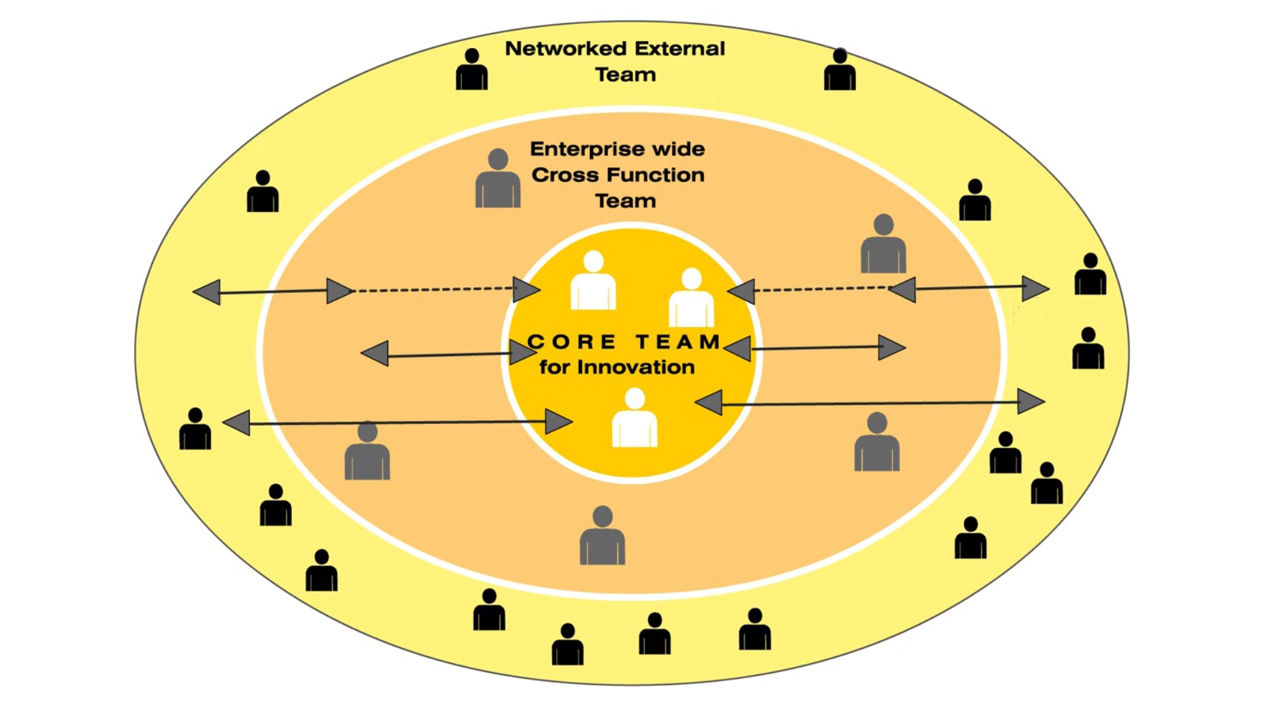 Networked External
Team
Enterprise wide
Cross Function
Team
CORE TEAM
for Innovation